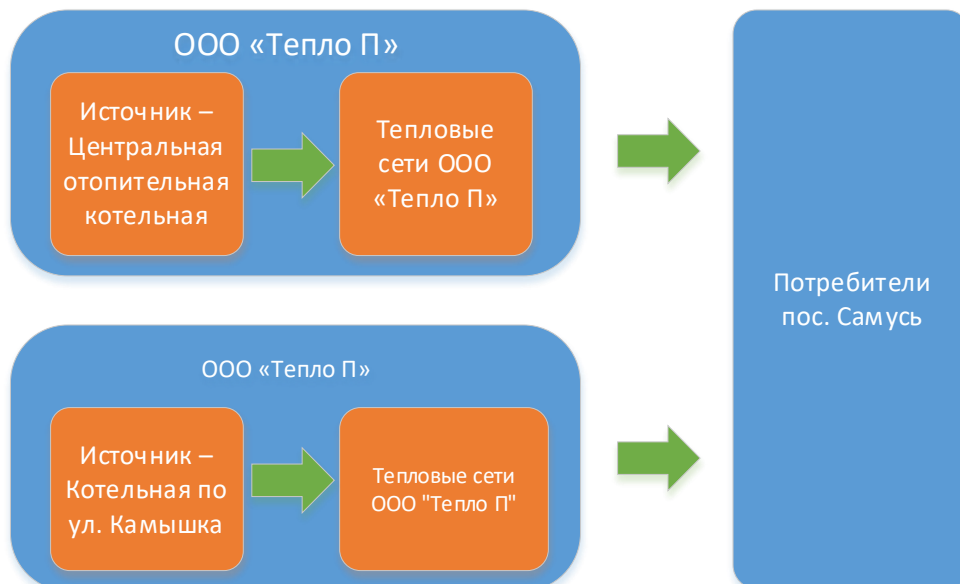 ООО «Тепло П»
Источник –
Центральная
отопительная
котельная
Тепловые
сети ООО
«Тепло П»
Потребители
пос. Самусь
ООО «Тепло П»
Источник –
Котельная по
ул. Камышка
Тепловые сети
ООО "Тепло П"